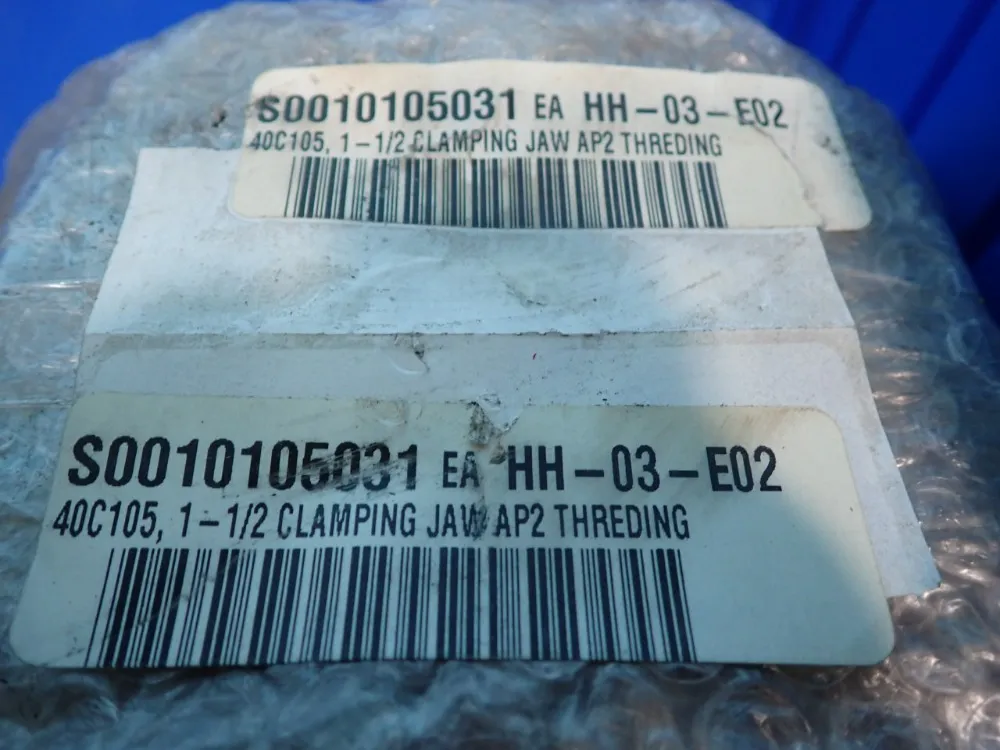 S0010105031 EA HH-03-E02
40C105, 1-1/2 CLAMPING JAW AP2 THREDING
S0010105031 EA HH-03-E02
40C105, 1-1/2 CLAMPING JAW AP2 THREDING